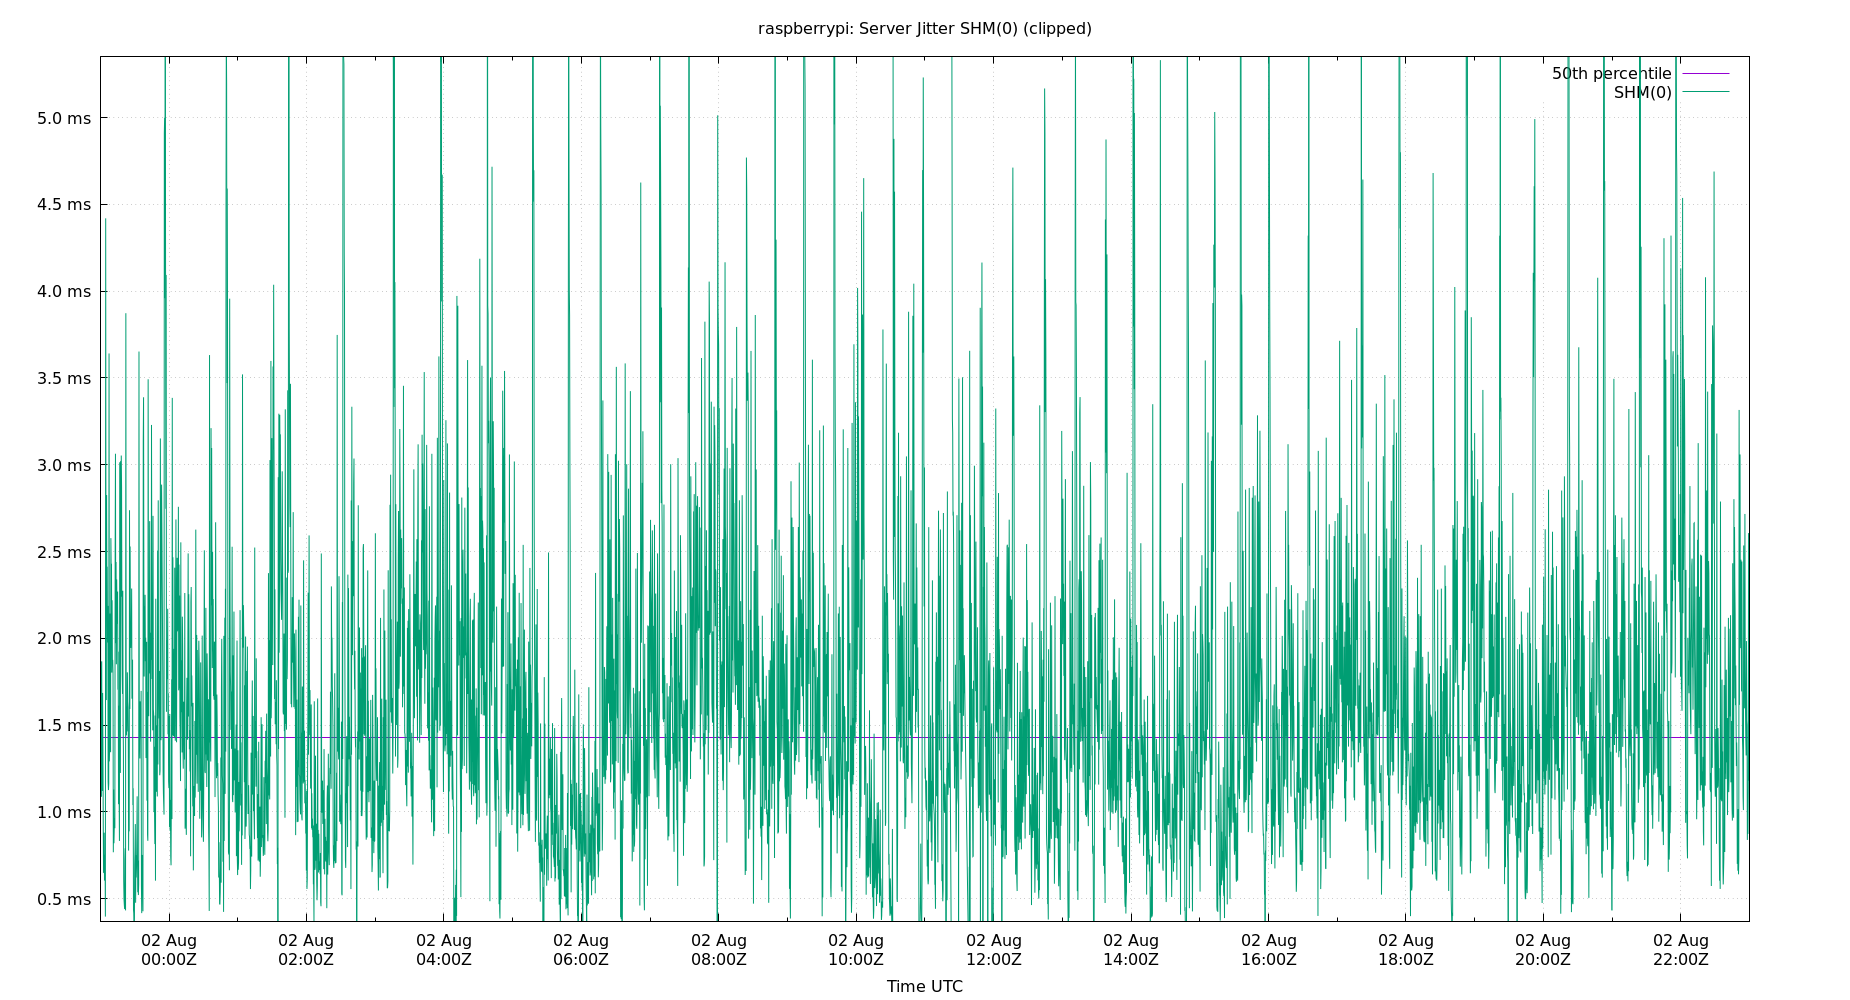 raspberrypi: Server Jitter SHM(0) (clipped)
50th percentile
SHM(0)
5.0 ms
4.5 ms
4.0 ms
3.5 ms
3.0 ms
2.5 ms
2.0 ms
1.5 ms
1.0 ms
0.5 ms
02 Aug 02 Aug 02 Aug 02 Aug 02 Aug 02 Aug 02 Aug 02 Aug 02 Aug 02 Aug 02 Aug 02 Aug
00:00Z 02:00Z 04:00Z 06:00Z 08:00Z 10:00Z 12:00Z 14:00Z 16:00Z 18:00Z 20:00Z 22:00Z
Time UTC